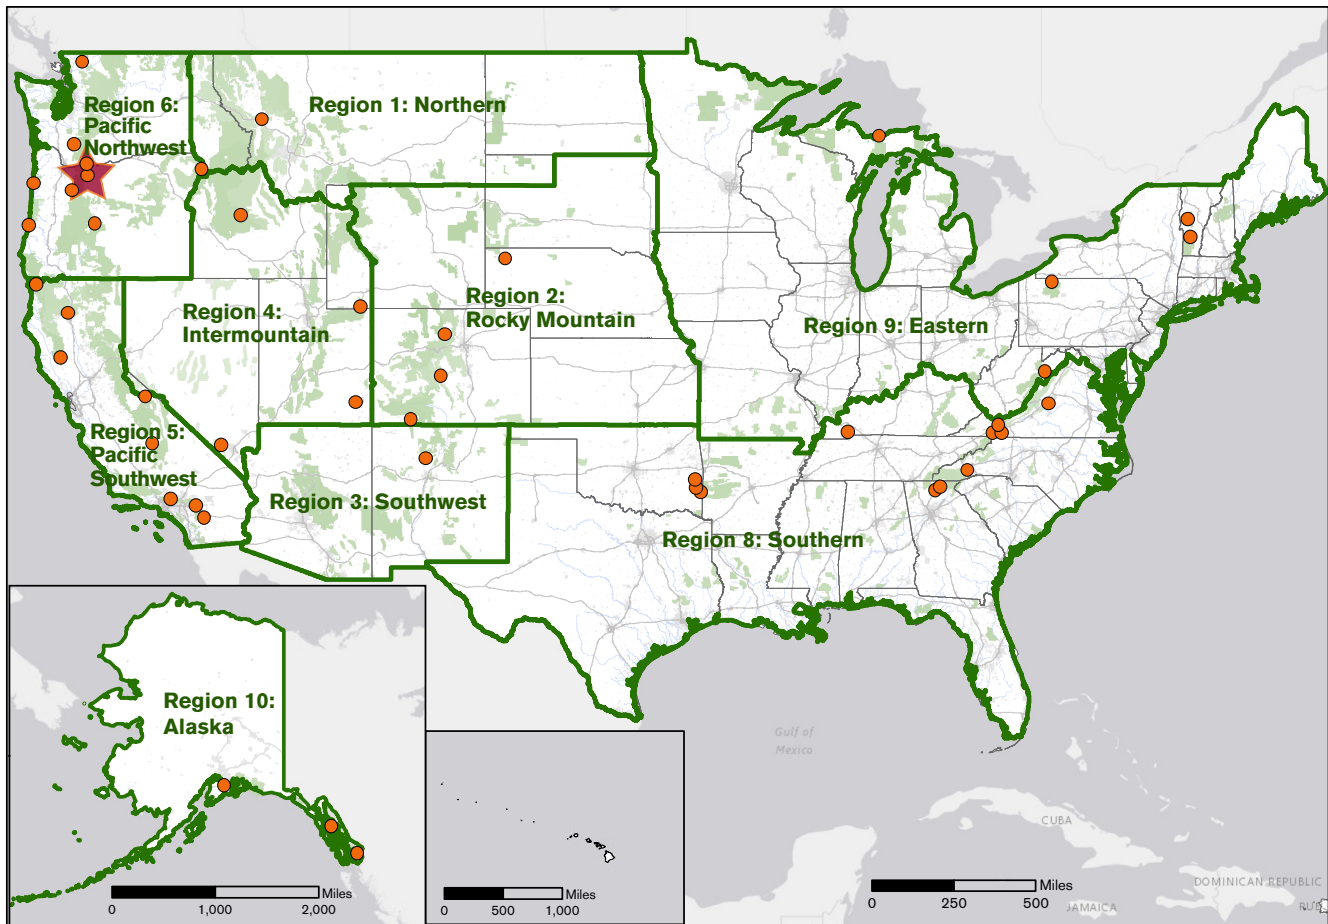 Region 6:
Pacific
Northwest
Region 1: Northern
Region 2:
Rocky Mountain
Region 4:
Intermountain
Region 9: Eastern
Region 5:
Pacific
Southwest
Region 3: Southwest
Region 8: Southern
Region 10:
Alaska
Gulf of
Mexico
CUBA
DOMINICAN REPUBLIC
JAMAICA
Miles
0 1,000 2,000
Miles
0 500 1,000
Miles
0 250 500